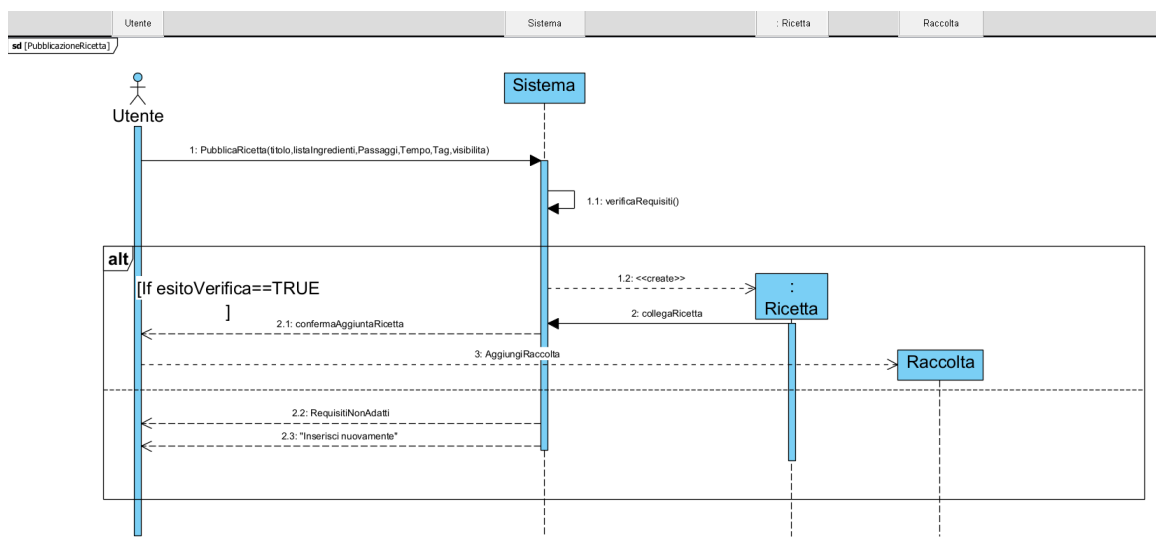 Utente
Sistema
: Ricetta
Raccolta
sd [PubblicazioneRicetta]
Utente
Sistema
1: PubblicaRicetta(titolo,listaIngredienti,Passaggi,Tempo,Tag,visibilita)
1.1: verificaRequisiti()
alt
[If esitoVerifica==TRUE
]
1.2: <<create>>
:
Ricetta
2: collegaRicetta
2.1: confermaAggiuntaRicetta
3: AggiungiRaccolta
Raccolta
2.2: RequisitiNonAdatti
2.3: "Inserisci nuovamente"